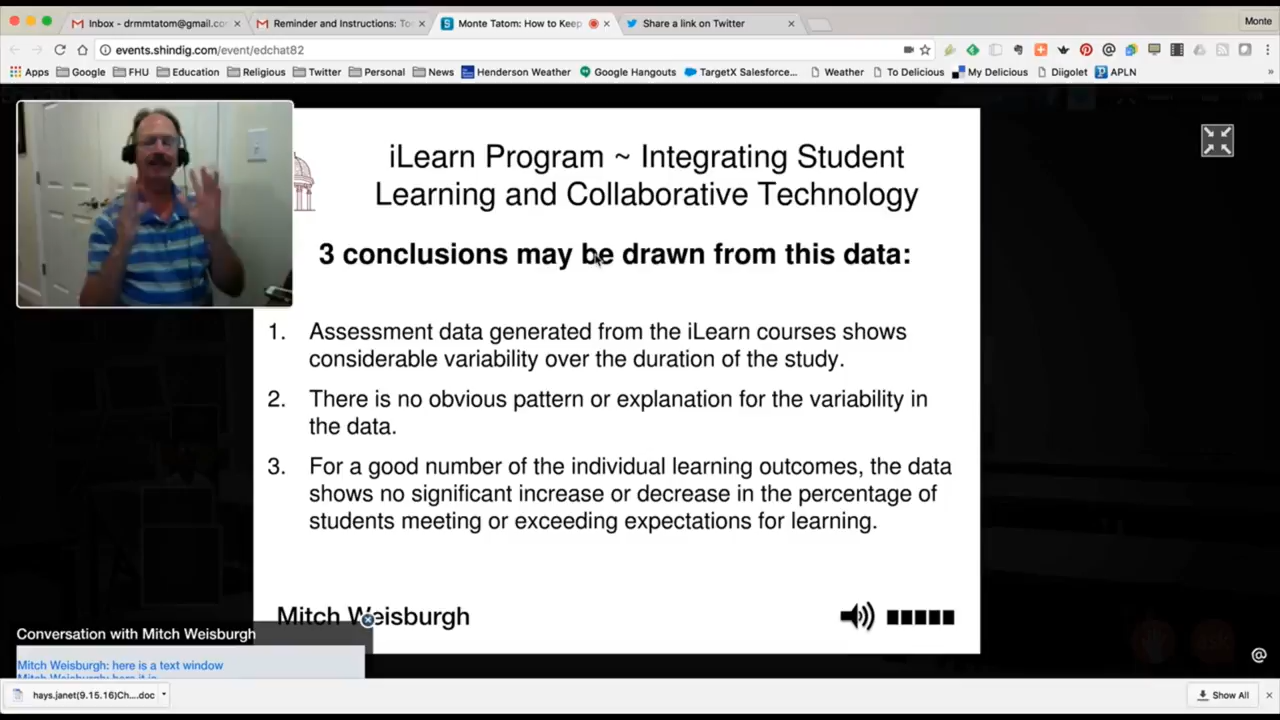 Inbox - drmmtatom@gmail.co
Reminder and Instructions: To
Monte Tatom: How to Keep
Share a link on Twitter
Monte
events.shindig.com/event/edchat82
Apps Google FHU Education Religious Twitter Personal News Henderson Weather Google Hangouts TargetX Salesforce... Weather To Delicious My Delicious Diigolet APLN »
iLearn Program ~ Integrating Student
Learning and Collaborative Technology
3 conclusions may be drawn from this data:
1. Assessment data generated from the iLearn courses shows
considerable variability over the duration of the study.
2. There is no obvious pattern or explanation for the variability in
the data.
3. For a good number of the individual learning outcomes, the data
shows no significant increase or decrease in the percentage of
students meeting or exceeding expectations for learning.
Mitch Weisburgh
Conversation with Mitch Weisburgh
Mitch Weisburgh: here is a text window
Mitch Weisburgh: here it is
@
hays.janet(9.15.16)Ch....doc
Show All